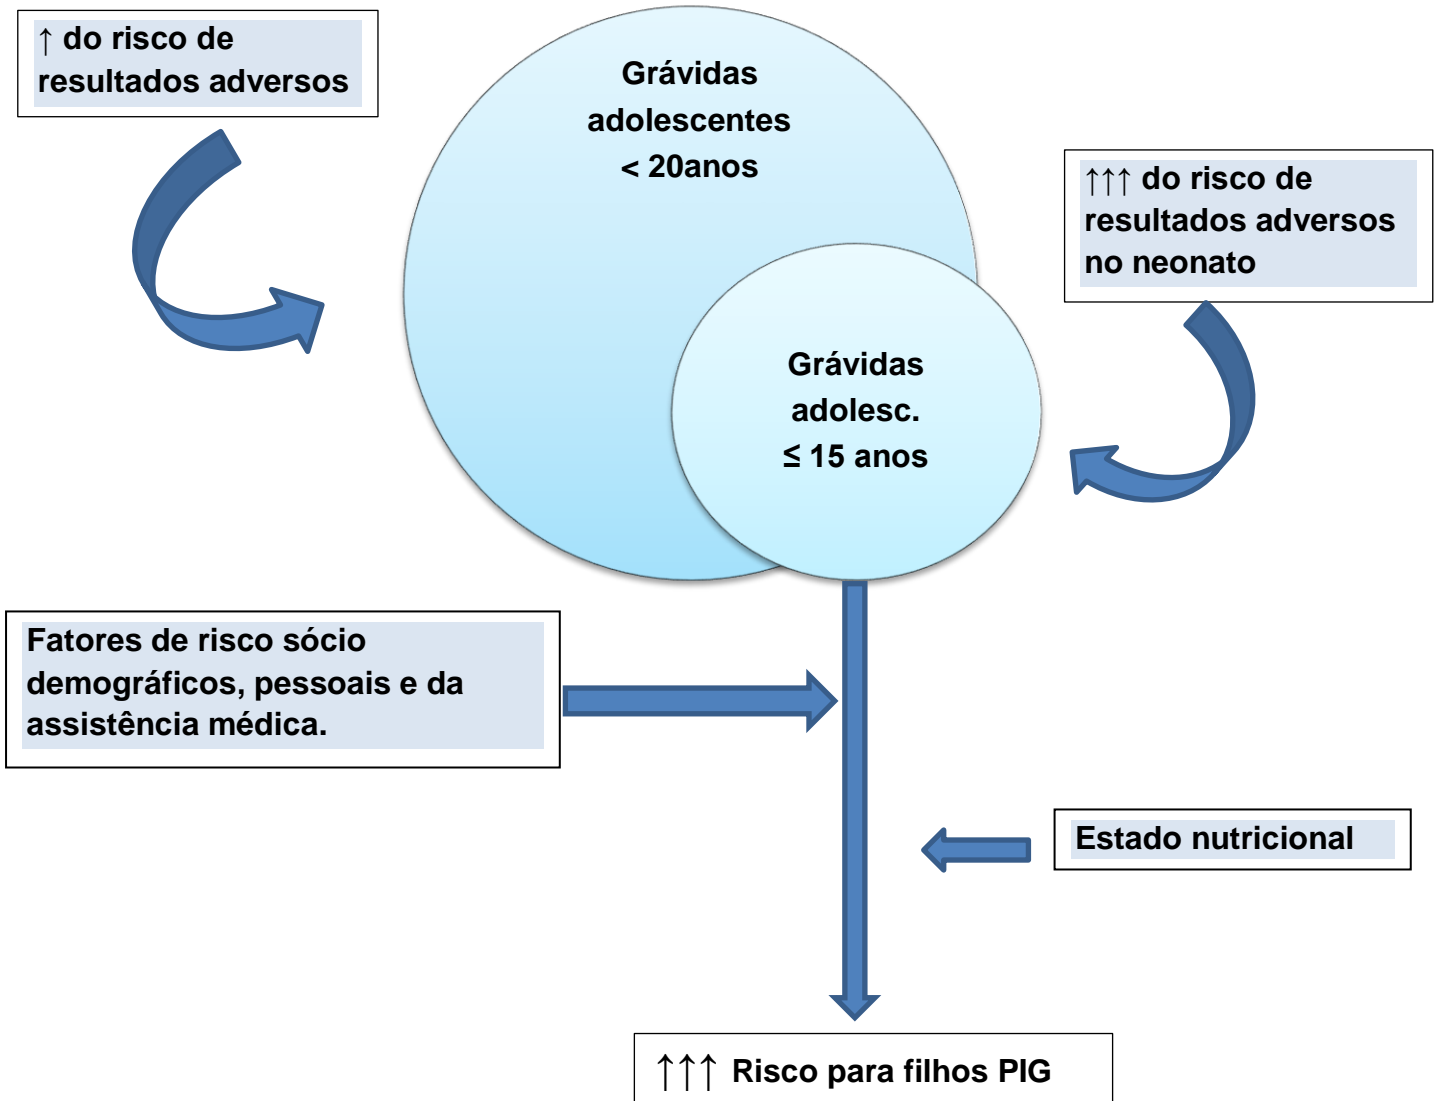 ↑ do risco de
resultados adversos
Grávidas
adolescentes
< 20anos
↑↑↑ do risco de
resultados adversos
no neonato
Grávidas
adolesc.
≤ 15 anos
Fatores de risco sócio
demográficos, pessoais e da
assistência médica.
Estado nutricional
↑↑↑ Risco para filhos PIG